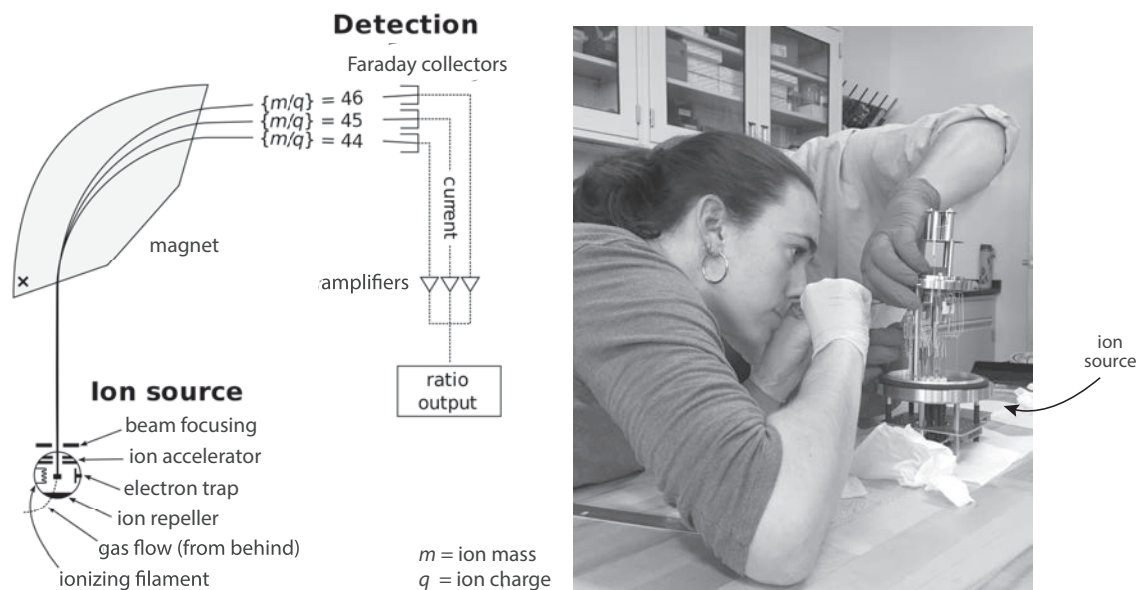 Detection
Faraday collectors
{m/q} = 46
{m/q} = 45
{m/q} = 44
current
magnet
amplifiers
ratio
output
Ion source
beam focusing
ion accelerator
electron trap
ion repeller
gas flow (from behind)
ionizing filament
m = ion mass
q = ion charge
ion
source